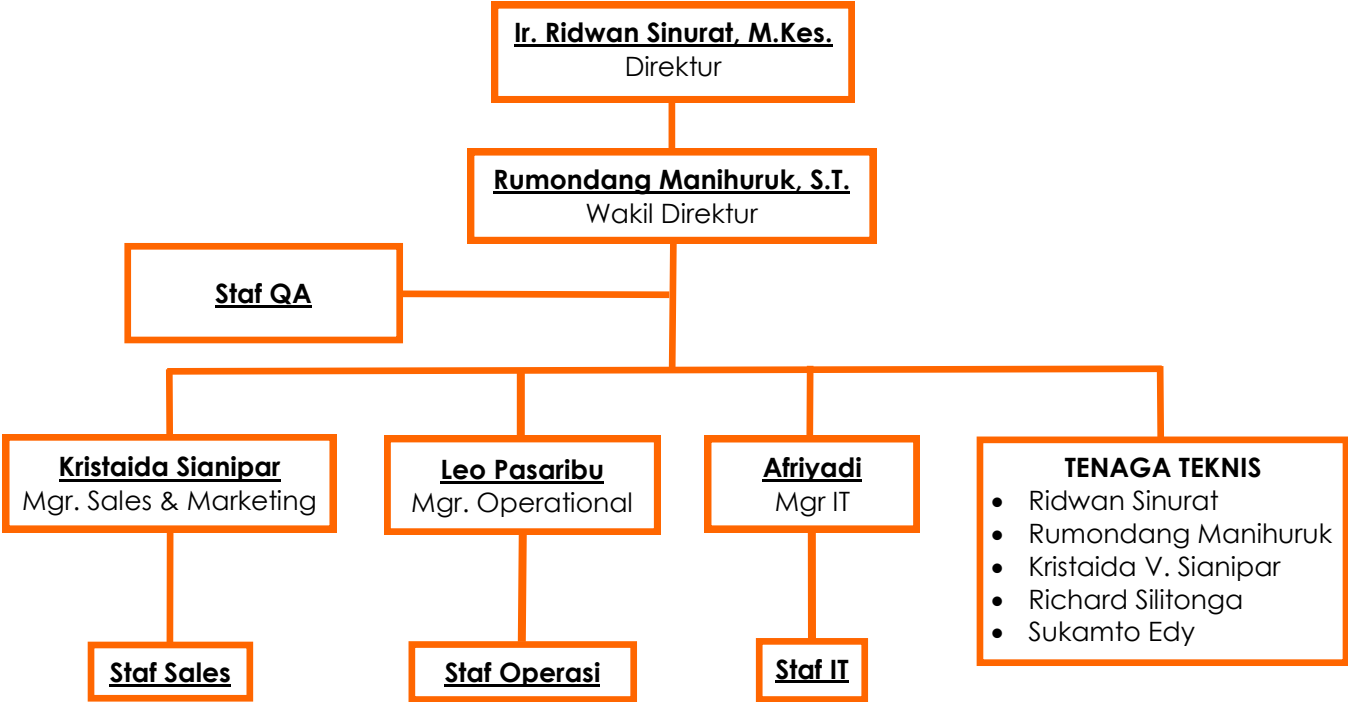 Ir. Ridwan Sinurat, M.Kes.
Direktur
Rumondang Manihuruk, S.T.
Wakil Direktur
Staf QA
Kristaida Sianipar
Mgr. Sales & Marketing
Leo Pasaribu
Mgr. Operational
Afriyadi
Mgr IT
TENAGA TEKNIS
• Ridwan Sinurat
• Rumondang Manihuruk
• Kristaida V. Sianipar
• Richard Silitonga
• Sukamto Edy
Staf Sales
Staf Operasi
Staf IT